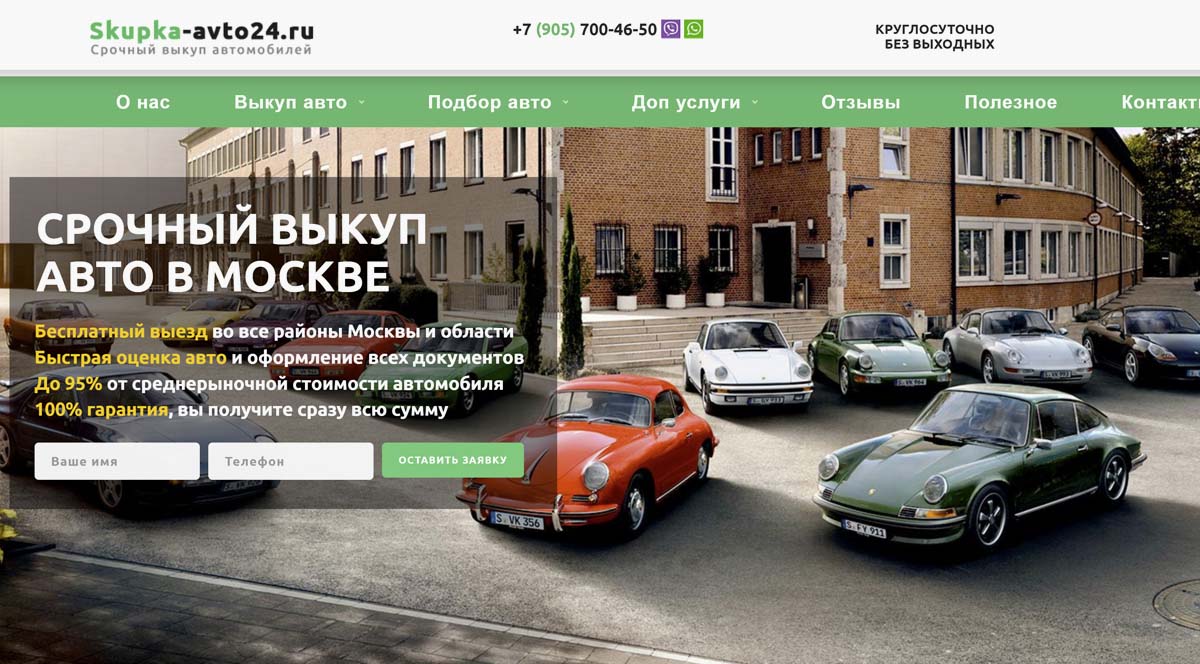 Skupka-avto24.ru
Срочный выкуп автомобилей
+7 (905) 700-46-50
КРУГЛОСУТОЧНО
БЕЗ ВЫХОДНЫХ
О нас Выкуп авто Подбор авто Доп услуги Отзывы Полезное Контакт
СРОЧНЫЙ ВЫКУП
АВТО В МОСКВЕ
Бесплатный выезд во все районы Москвы и области
Быстрая оценка авто и оформление всех документов
До 95% от среднерыночной стоимости автомобиля
100% гарантия, вы получите сразу всю сумму
Ваше имя Телефон ОСТАВИТЬ ЗАЯВКУ
S VK 356
S FY 911